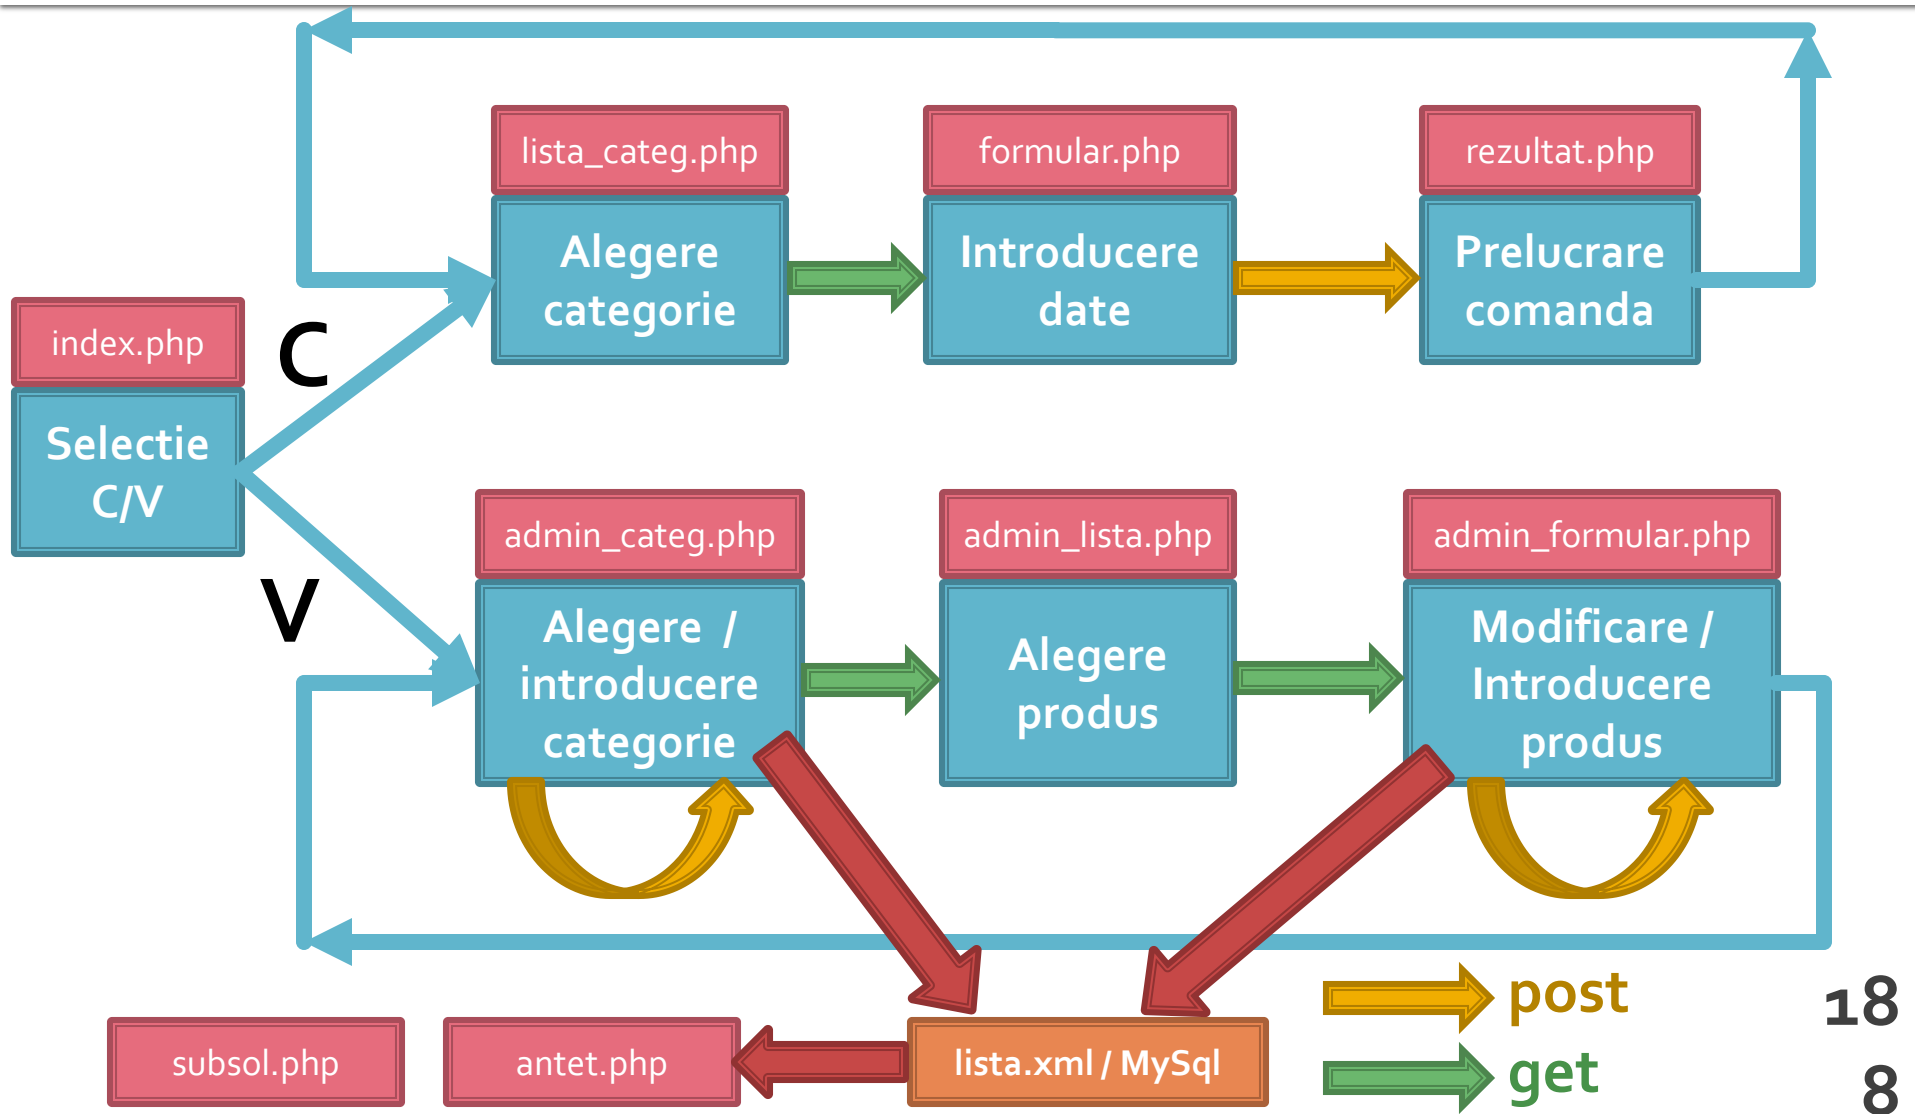 lista_categ.php
formular.php
rezultat.php
Alegere
categorie
Introducere
date
Prelucrare
comanda
index.php
C
Selectie
C/V
V
admin_categ.php
admin_lista.php
admin_formular.php
Alegere /
introducere
categorie
Alegere
produs
Modificare /
Introducere
produs
post
18
8
subsol.php
antet.php
lista.xml / MySql
get